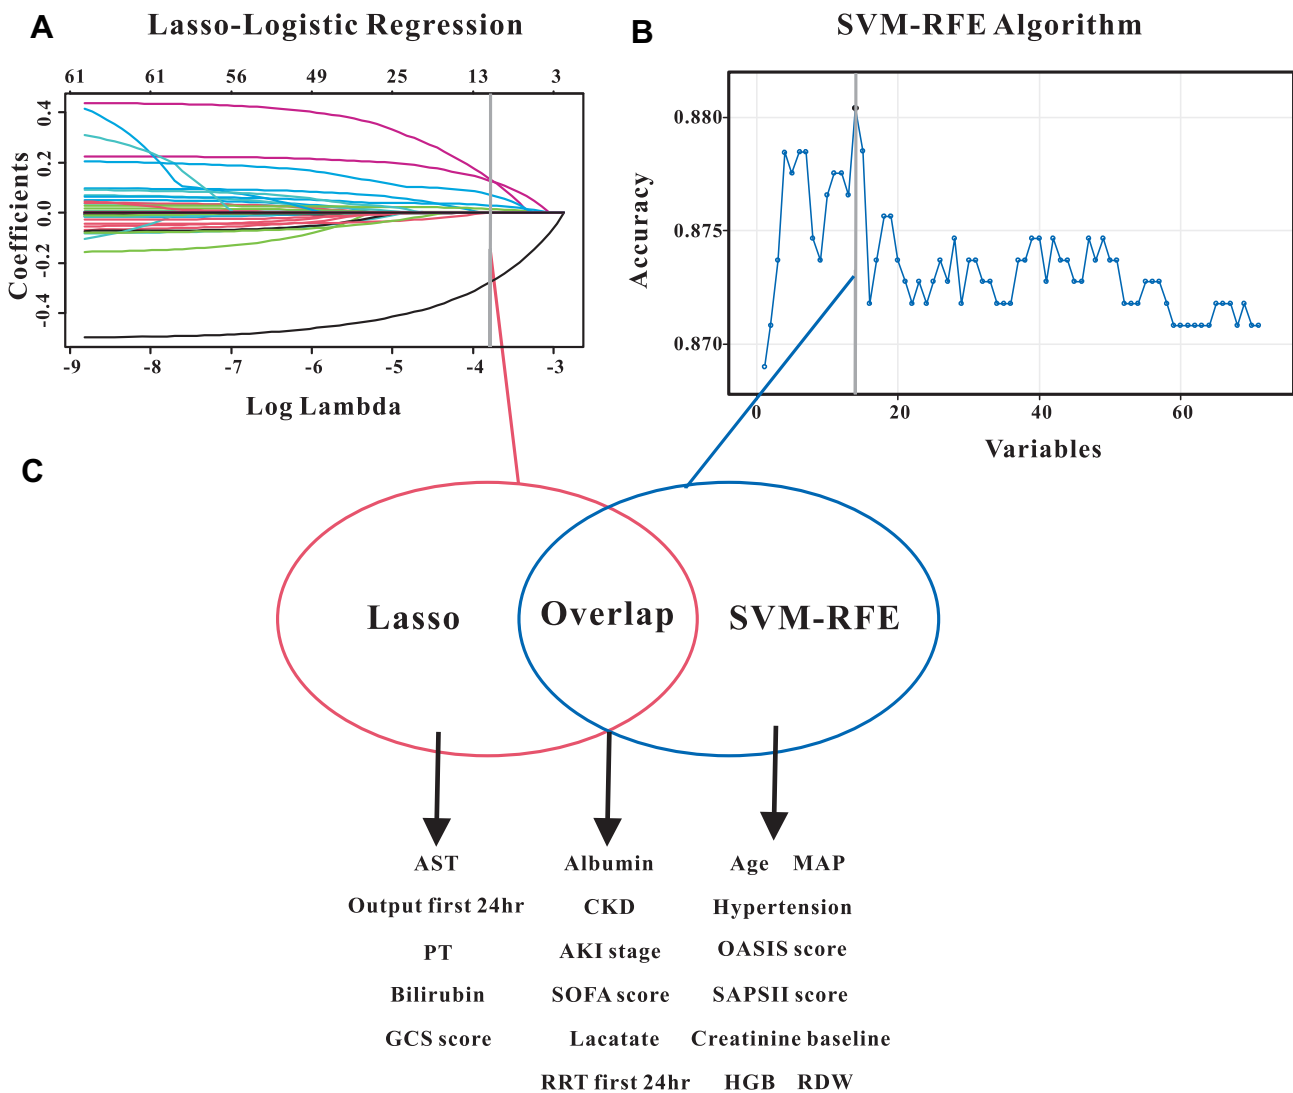 A
Lasso-Logistic Regression
61 61 56 49 25 13 3
0.4
0.2
0.0
-0.2
-0.4
Coefficients
-9 -8 -7 -6 -5 -4 -3
Log Lambda
B
SVM-RFE Algorithm
0.880
0.875
0.870
Accuracy
0 20 40 60
Variables
C
Lasso
Overlap
SVM-RFE
AST
Output first 24hr
PT
Bilirubin
GCS score
Albumin
CKD
AKI stage
SOFA score
Lacatate
RRT first 24hr
Age MAP
Hypertension
OASIS score
SAPSII score
Creatinine baseline
HGB RDW